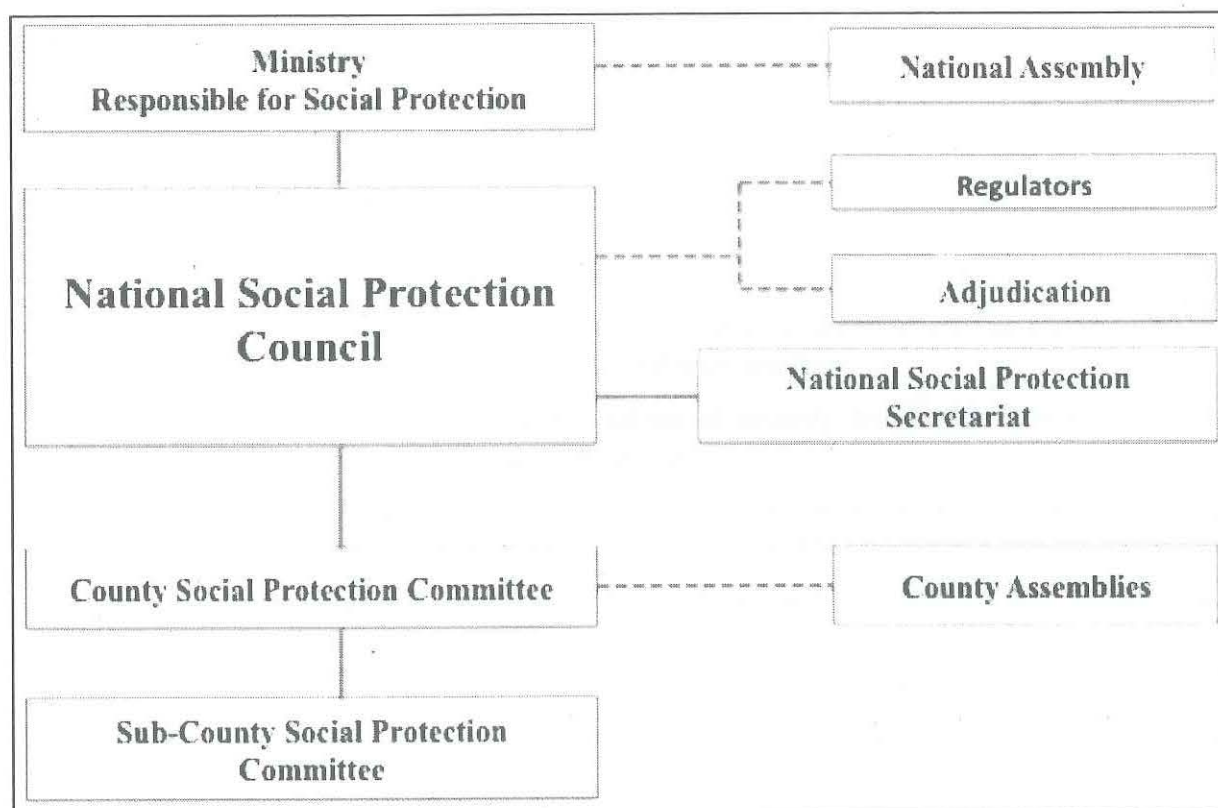 Ministry
Responsible for Social Protection
National Assembly
Regulators
National Social Protection
Council
Adjudication
National Social Protection
Secretariat
County Social Protection Committee
County Assemblies
Sub-County Social Protection
Committee